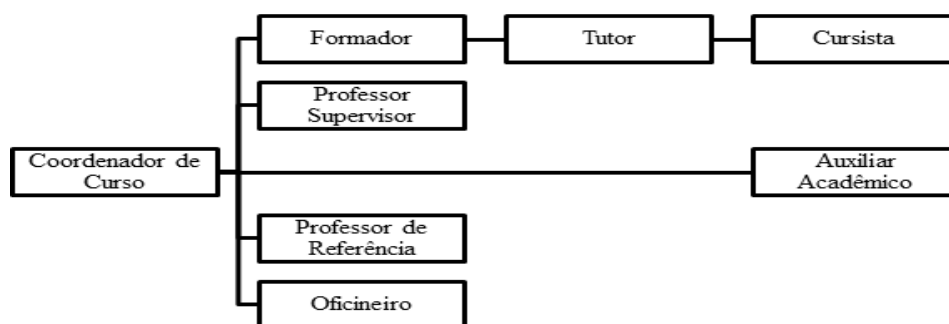 Formador
Tutor
Cursista
Professor
Supervisor
Coordenador de
Curso
Auxiliar
Acadêmico
Professor de
Referência
Oficineiro